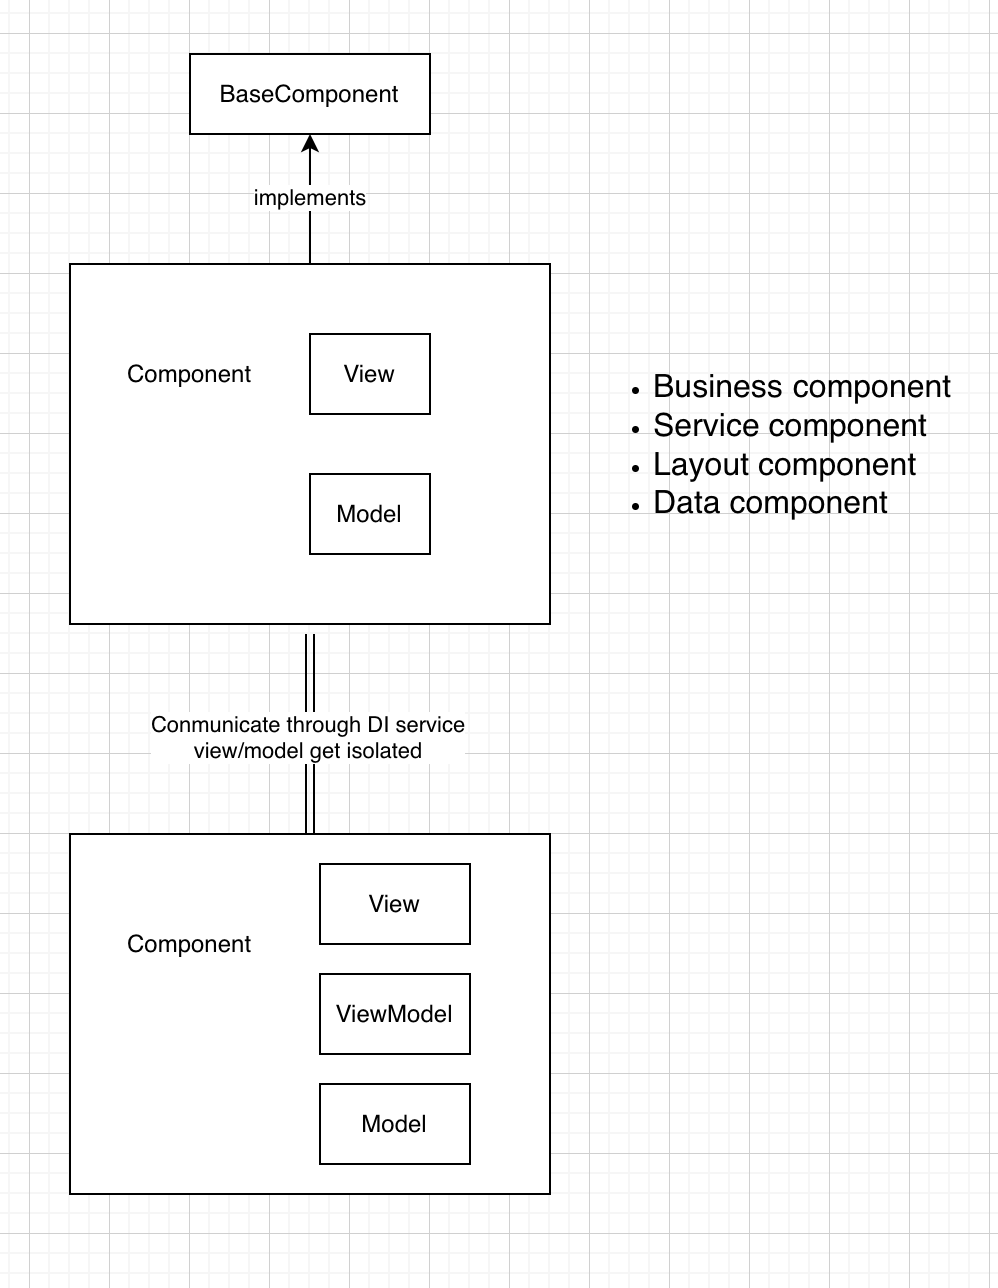 BaseComponent
implements
Component
View
Model
Business component
Service component
Layout component
Data component
Conmunicate through DI service
view/model get isolated
View
Component
ViewModel
Model